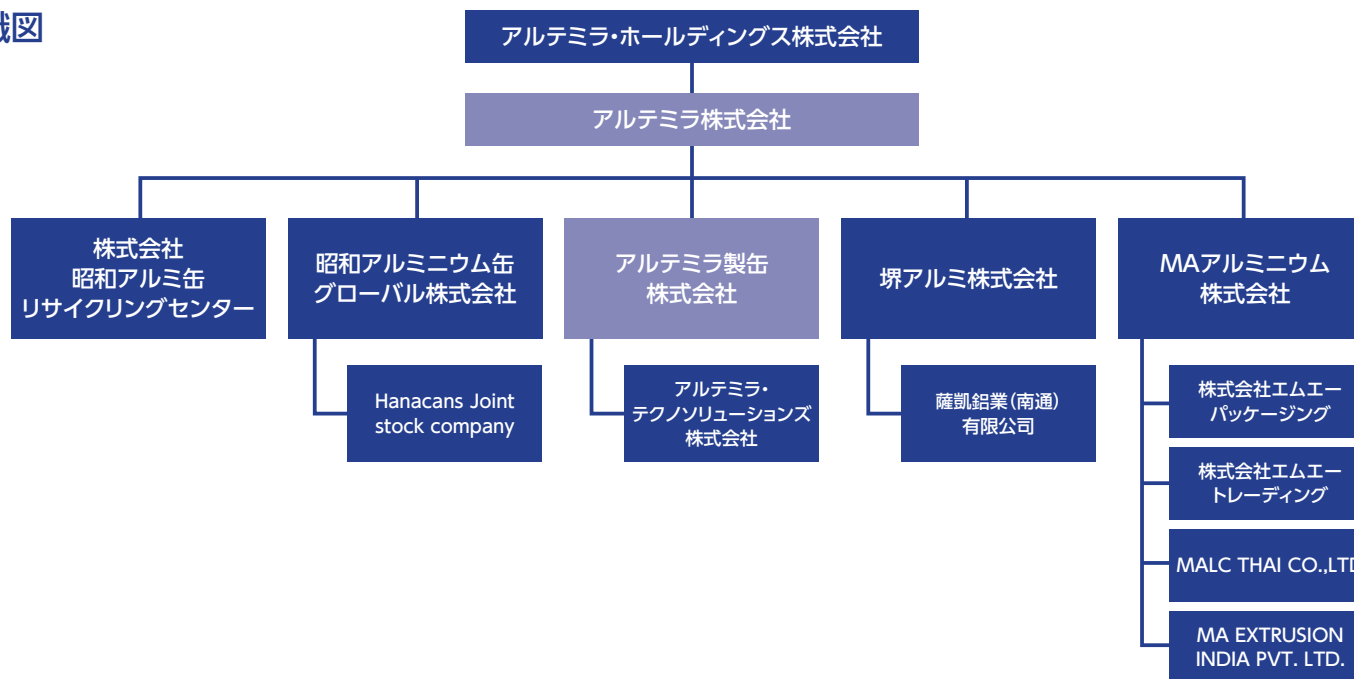 図
アルテミラ・ホールディングス株式会社
アルテミラ株式会社
株式会社
昭和アルミ缶
リサイクリングセンター
昭和アルミニウム缶
グローバル株式会社
アルテミラ製缶
株式会社
堺アルミ株式会社
MAアルミニウム
株式会社
Hanacans Joint
stock company
アルテミラ・
テクノソリューションズ
株式会社
薩凱鋁業(南通)
有限公司
株式会社エムエー
パッケージング
株式会社エムエー
トレーディング
MALC THAI CO.,LTD
MA EXTRUSION
INDIA PVT. LTD.